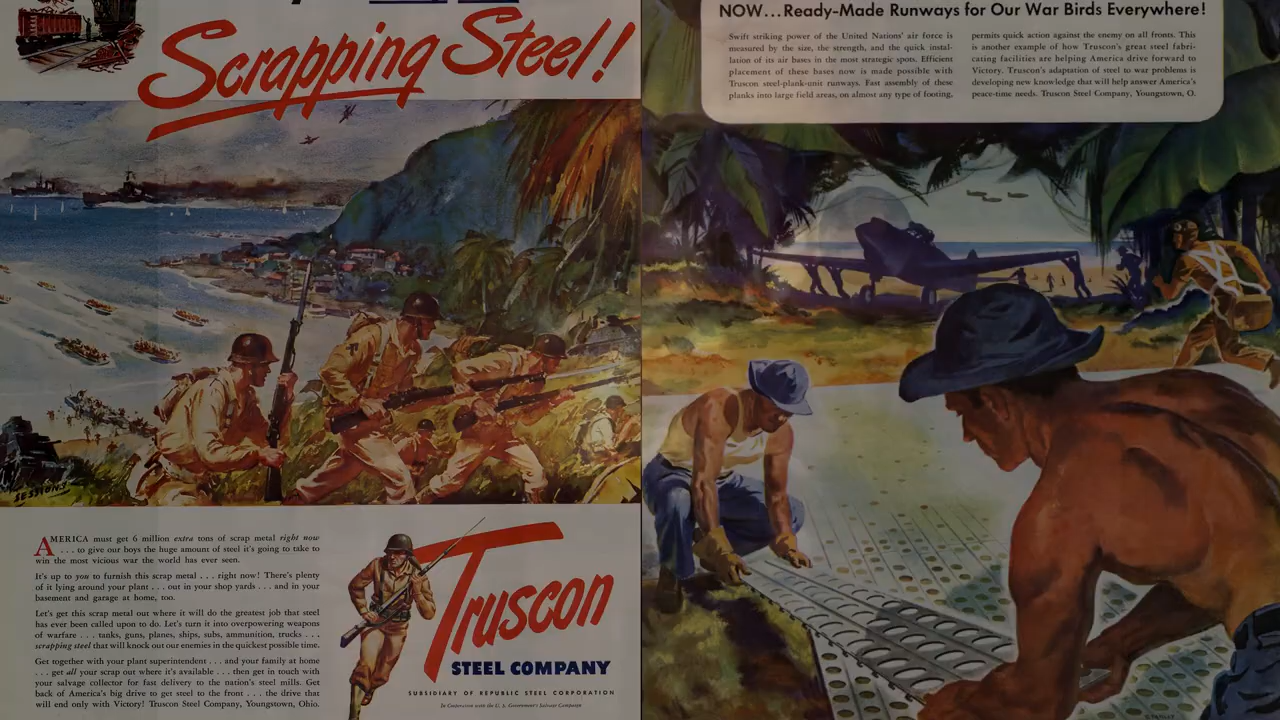 Scrapping Steel!
SESSIONS
AMERICA must get 6 million extra tons of scrap metal right now
. . . to give our boys the huge amount of steel it's going to take to
win the most vicious war the world has ever seen.
It's up to you to furnish this scrap metal . . . right now! There's plenty
of it lying around your plant . . . out in your shop yards . . . and in your
basement and garage at home, too.
Let's get this scrap metal out where it will do the greatest job that steel
has ever been called upon to do. Let's turn it into overpowering weapons
of warfare . . . tanks, guns, planes, ships, subs, ammunition, trucks . . .
scrapping steel that will knock out our enemies in the quickest possible time.
Get together with your plant superintendent . . . and your family at home
. . . get all your scrap out where it's available . . . then get in touch with
your salvage collector for fast delivery to the nation's steel mills. Get
back of America's big drive to get steel to the front . . . the drive that
will end only with Victory! Truscon Steel Company, Youngstown, Ohio.
Truscon
STEEL COMPANY
SUBSIDIARY OF REPUBLIC STEEL CORPORATION
In Cooperation with the U. S. Government's Salvage Campaign
NOW...Ready-Made Runways for Our War Birds Everywhere!
Swift striking power of the United Nations' air force is
measured by the size, the strength, and the quick instal-
lation of its air bases in the most strategic spots. Efficient
placement of these bases now is made possible with
Truscon steel-plank-unit runways. Fast assembly of these
planks into large field areas, on almost any type of footing,
permits quick action against the enemy on all fronts. This
is another example of how Truscon's great steel fabri-
cating facilities are helping America drive forward to
Victory. Truscon's adaptation of steel to war problems is
developing new knowledge that will help answer America's
peace-time needs. Truscon Steel Company, Youngstown, O.